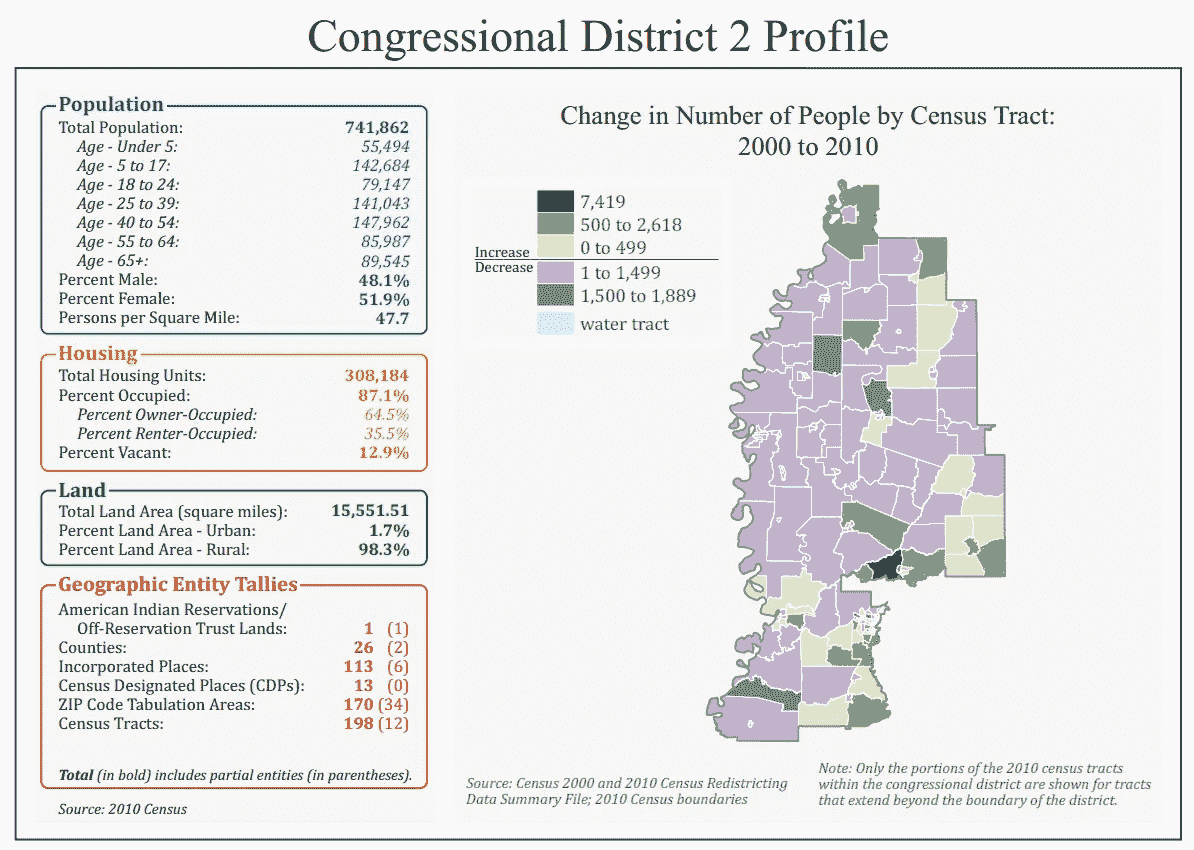 Congressional District 2 Profile
Population
Total Population: 741,862
Age - Under 5: 55,494
Age - 5 to 17: 142,684
Age - 18 to 24: 79,147
Age - 25 to 39: 141,043
Age - 40 to 54: 147,962
Age - 55 to 64: 85,987
Age - 65+: 89,545
Percent Male: 48.1%
Percent Female: 51.9%
Persons per Square Mile: 47.7
Housing
Total Housing Units: 308,184
Percent Occupied: 87.1%
Percent Owner-Occupied: 64.5%
Percent Renter-Occupied: 35.5%
Percent Vacant: 12.9%
Land
Total Land Area (square miles): 15,551.51
Percent Land Area - Urban: 1.7%
Percent Land Area - Rural: 98.3%
Geographic Entity Tallies
American Indian Reservations/
Off-Reservation Trust Lands: 1 (1)
Counties: 26 (2)
Incorporated Places: 113 (6)
Census Designated Places (CDPs): 13 (0)
ZIP Code Tabulation Areas: 170 (34)
Census Tracts: 198 (12)
Total (in bold) includes partial entities (in parentheses).
Source: 2010 Census
Change in Number of People by Census Tract:
2000 to 2010
7,419
500 to 2,618
Increase 0 to 499
Decrease 1 to 1,499
1,500 to 1,889
water tract
Source: Census 2000 and 2010 Census Redistricting
Data Summary File; 2010 Census boundaries
Note: Only the portions of the 2010 census tracts
within the congressional district are shown for tracts
that extend beyond the boundary of the district.